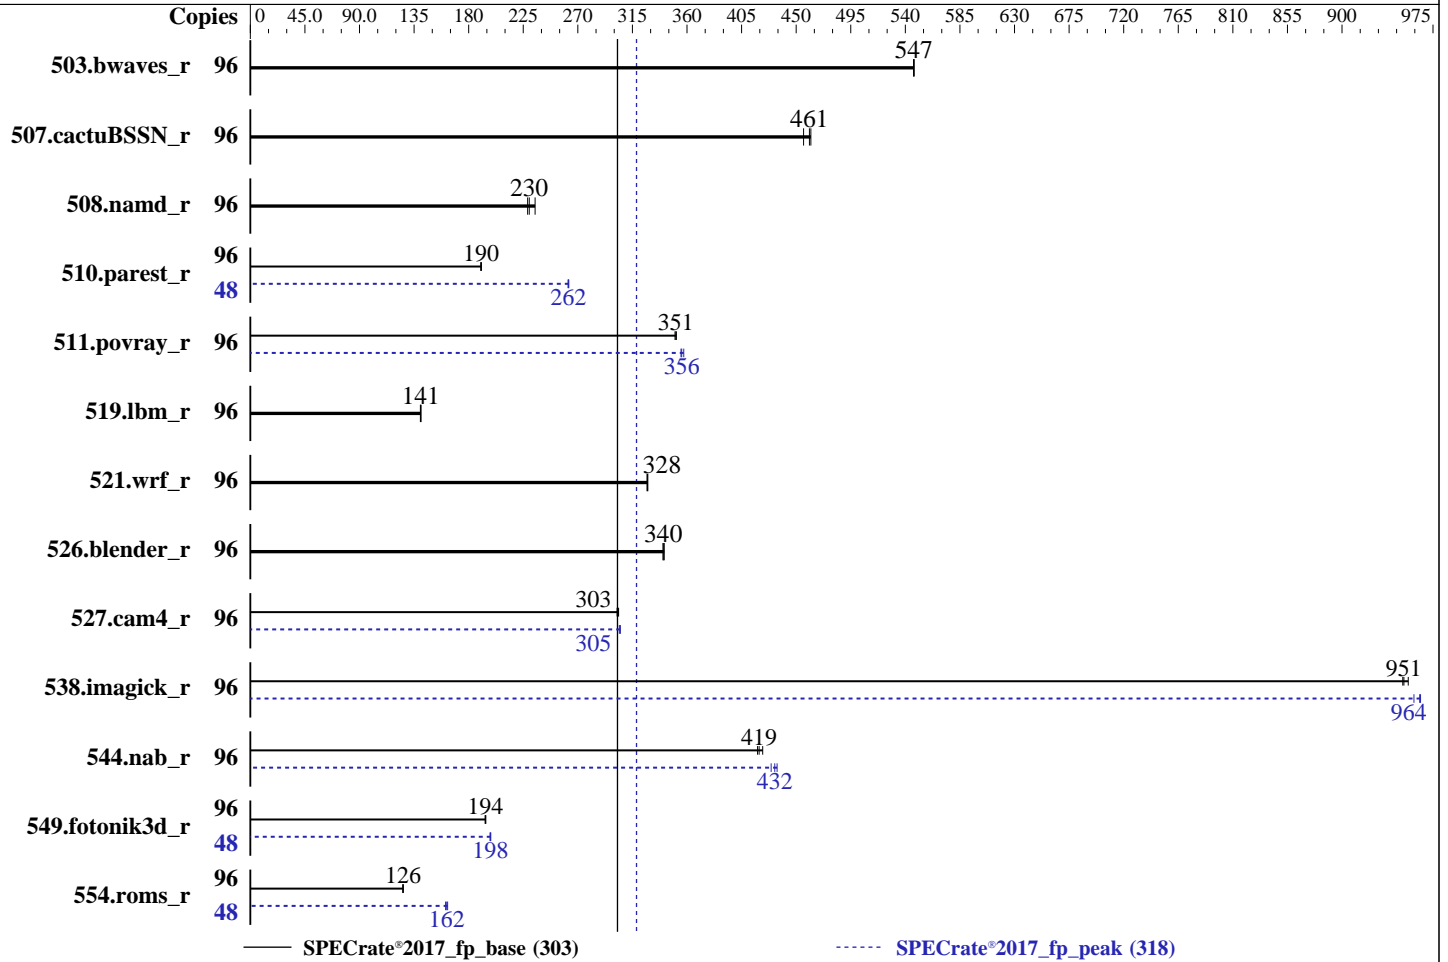 Copies 0 45.0 90.0 135 180 225 270 315 360 405 450 495 540 585 630 675 720 765 810 855 900 975
503.bwaves_r 96 547
507.cactuBSSN_r 96 461
508.namd_r 96 230
510.parest_r 96 190
48 262
511.povray_r 96 351
356
519.lbm_r 96 141
521.wrf_r 96 328
526.blender_r 96 340
527.cam4_r 96 303
305
538.imagick_r 96 951
964
544.nab_r 96 419
432
549.fotonik3d_r 96 194
48 198
554.roms_r 96 126
48 162
SPECrate®2017_fp_base (303) SPECrate®2017_fp_peak (318)